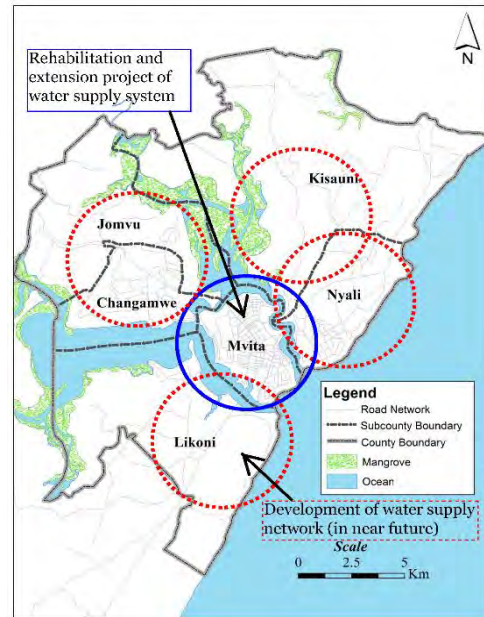 N
Rehabilitation and
extension project of
water supply system
Kisauni
Jomvu
Changamwe
Nyali
Mvita
Likoni
Legend
Road Network
Subcounty Boundary
County Boundary
Mangrove
Ocean
Development of water supply
network (in near future)
Scale
0 2.5 5
Km